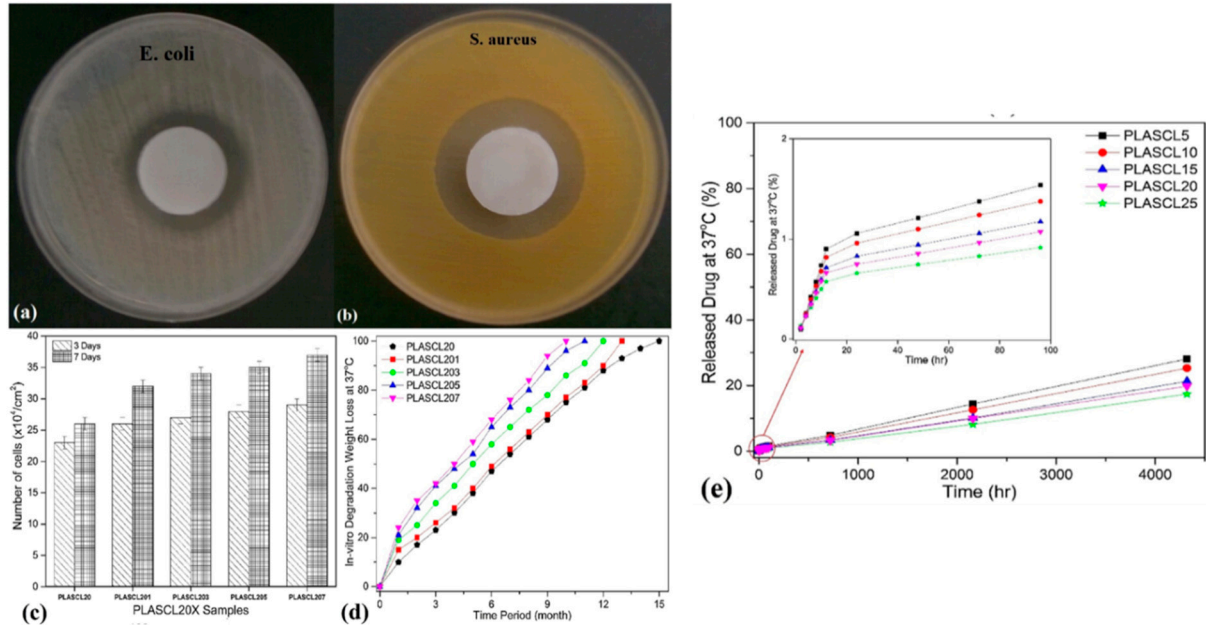 E. coli
(a)
S. aureus
(b)
Number of cells (x10⁴/cm²)
40
35
30
25
20
15
10
5
0
3 Days
7 Days
PLASCL20
PLASCL201
PLASCL203
PLASCL205
PLASCL207
PLASCL20X Samples
(c)
In-vitro Degradation Weight Loss at 37°C
100
80
60
40
20
0
PLASCL20
PLASCL201
PLASCL203
PLASCL205
PLASCL207
0
3
6
9
12
15
Time Period (month)
(d)
Released Drug at 37°C (%)
100
80
60
40
20
0
PLASCL5
PLASCL10
PLASCL15
PLASCL20
PLASCL25
Released Drug at 37°C (%)
2
1
0
0
20
40
60
80
100
Time (hr)
0
1000
2000
3000
4000
Time (hr)
(e)